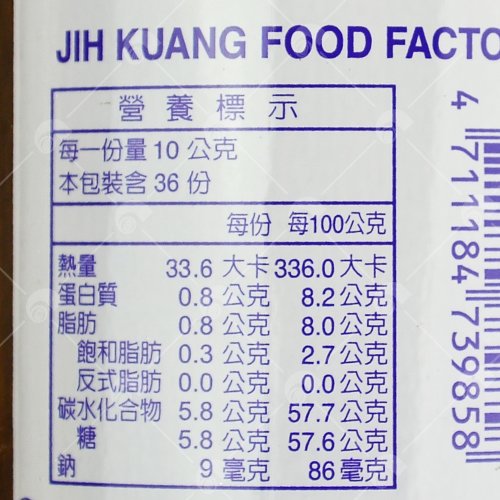 JIH KUANG FOOD FACTO
營養標示
每一份量 10 公克
本包裝含 36 份
每份 每100公克
熱量 33.6 大卡 336.0 大卡
蛋白質 0.8 公克 8.2 公克
脂肪 0.8 公克 8.0 公克
飽和脂肪 0.3 公克 2.7 公克
反式脂肪 0.0 公克 0.0 公克
碳水化合物 5.8 公克 57.7 公克
糖 5.8 公克 57.6 公克
鈉 9 毫克 86 毫克
4 711184 739858